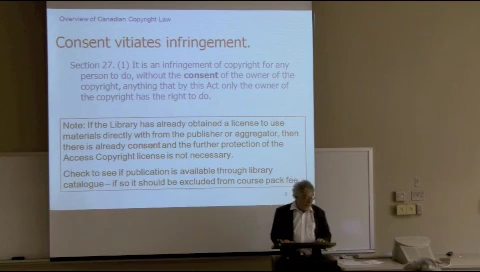 Overview of Canadian Copyright Law
Consent vitiates infringement.
Section 27. (1) It is an infringement of copyright for any
person to do, without the consent of the owner of the
copyright, anything that by this Act only the owner of
the copyright has the right to do.
Note: If the Library has already obtained a license to use
materials directly with from the publisher or aggregator, then
there is already consent and the further protection of the
Access Copyright license is not necessary.
Check to see if publication is available through library
catalogue – if so it should be excluded from course pack fee